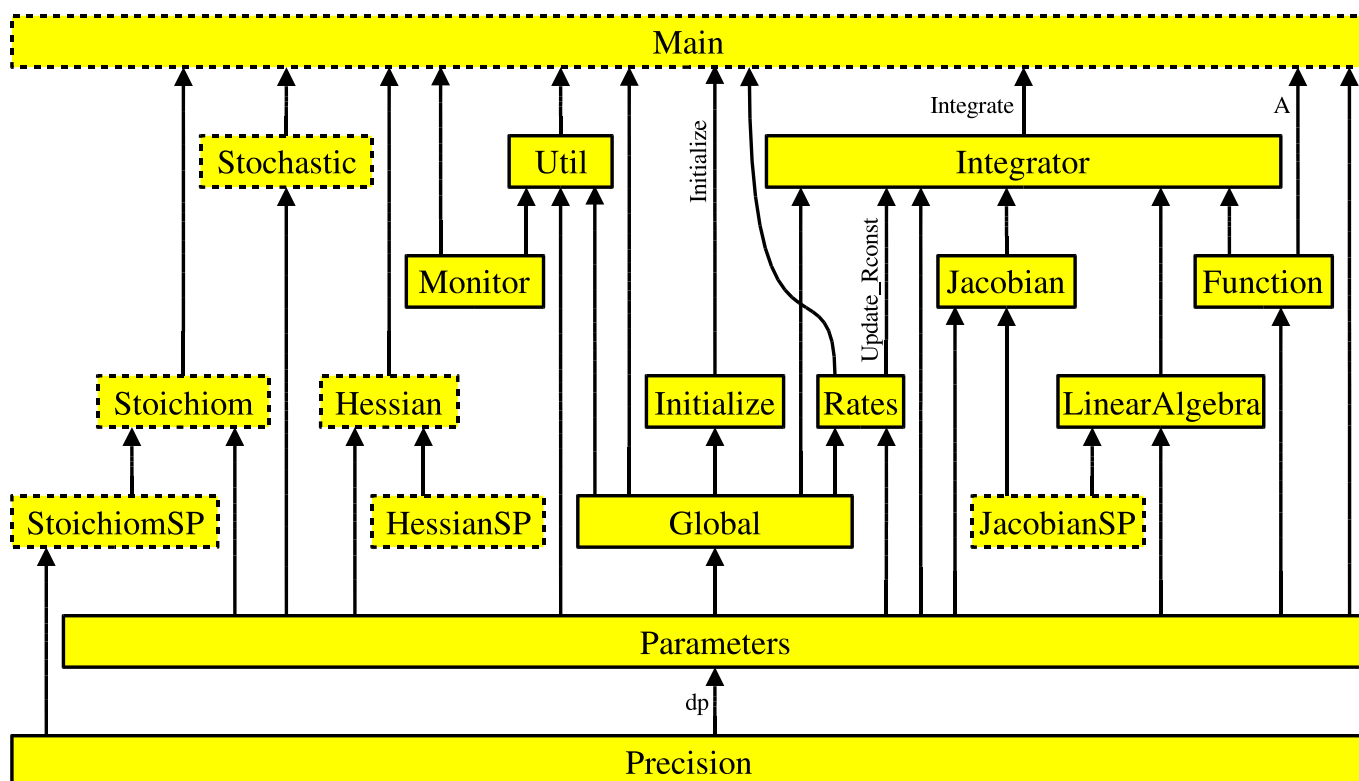 Main
Integrate
A
Initialize
Stochastic
Util
Integrator
Update_Rconst
Monitor
Jacobian
Function
Stoichiom
Hessian
Initialize
Rates
LinearAlgebra
StoichiomSP
HessianSP
Global
JacobianSP
Parameters
dp
Precision